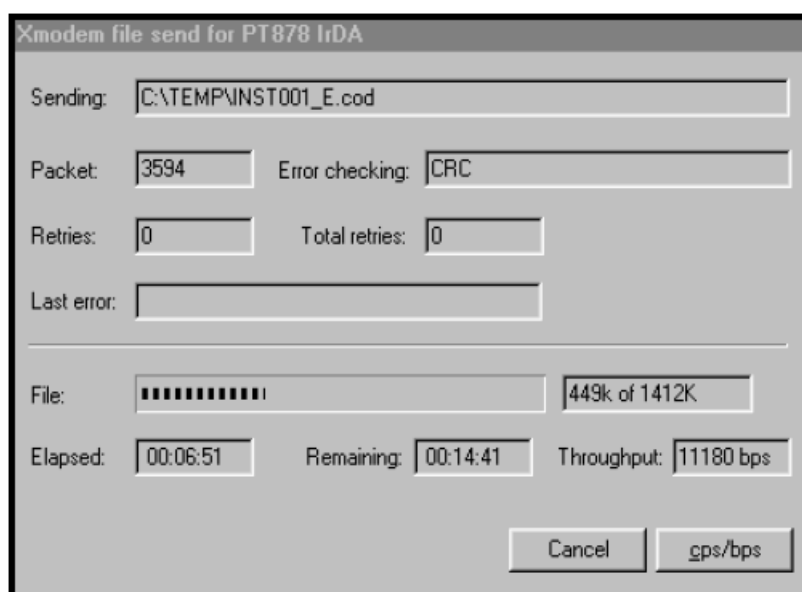 Xmodem file send for PT878 IrDA
Sending: C:\TEMP\INST001_E.cod
Packet: 3594 Error checking: CRC
Retries: 0 Total retries: 0
Last error:
File: 449k of 1412K
Elapsed: 00:06:51 Remaining: 00:14:41 Throughput: 11180 bps
Cancel cps/bps